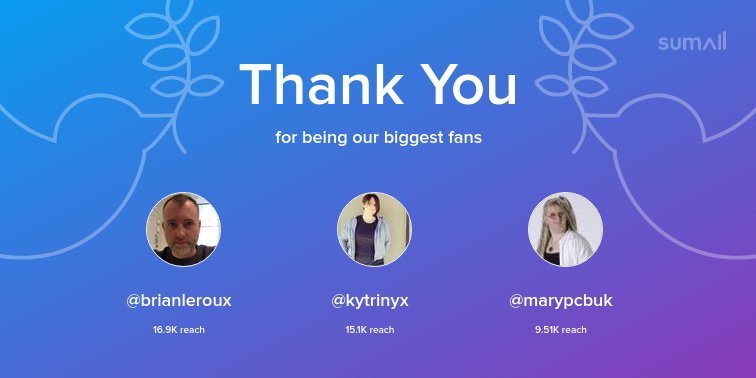 sumall
Thank You
for being our biggest fans
@brianleroux
@kytrinyx
@marypcbuk
16.9K reach
15.1K reach
9.51K reach